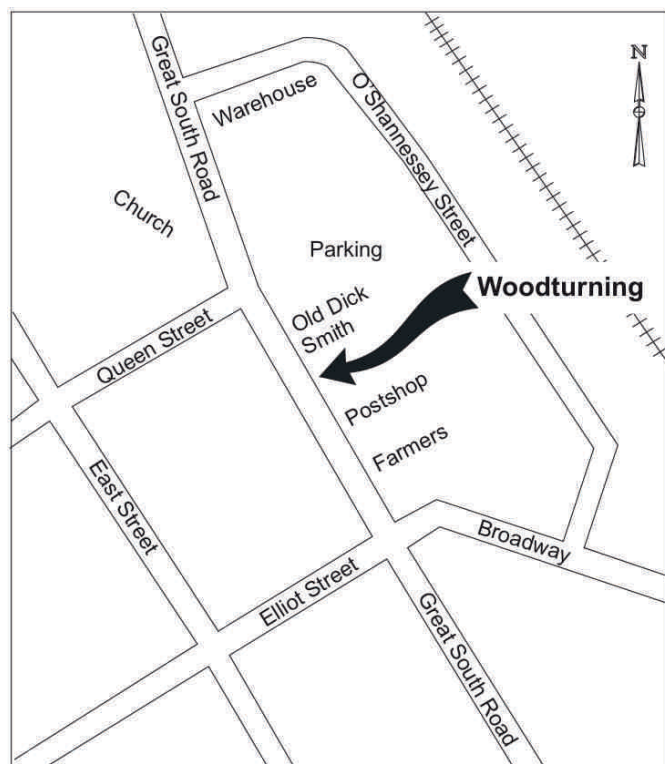 N
Great South Road
Warehouse
O'Shannessey Street
Church
Parking
Woodturning
Old Dick
Smith
Queen Street
Postshop
Farmers
East Street
Broadway
Elliot Street
Great South Road